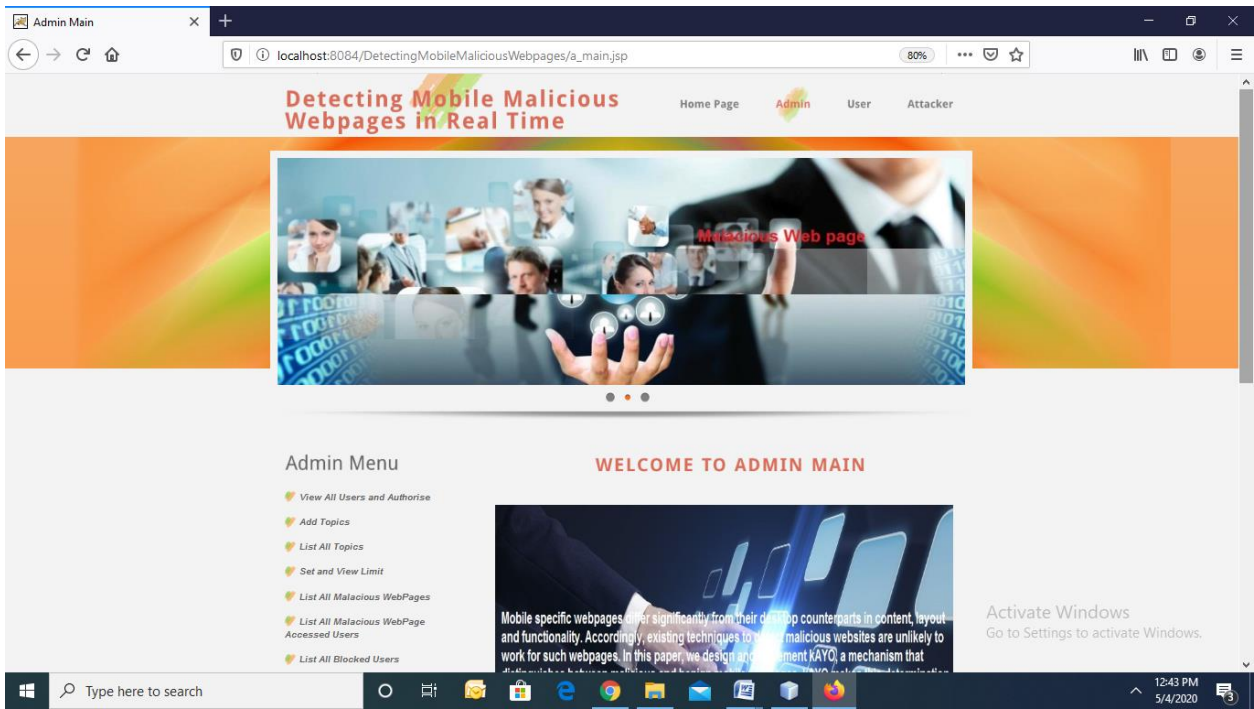 Admin Main
localhost:8084/DetectingMobileMaliciousWebpages/a_main.jsp
80%
Detecting Mobile Malicious
Webpages in Real Time
Home Page
Admin
User
Attacker
Malacious Web page
Admin Menu
View All Users and Authorise
Add Topics
List All Topics
Set and View Limit
List All Malacious WebPages
List All Malacious WebPage
Accessed Users
List All Blocked Users
WELCOME TO ADMIN MAIN
Mobile specific webpages differ significantly from their desktop counterparts in content, layout
and functionality. Accordingly, existing techniques to malicious websites are unlikely to
work for such webpages. In this paper, we design and implement kAYO, a mechanism that
Activate Windows
Go to Settings to activate Windows.
Type here to search
12:43 PM
5/4/2020
3